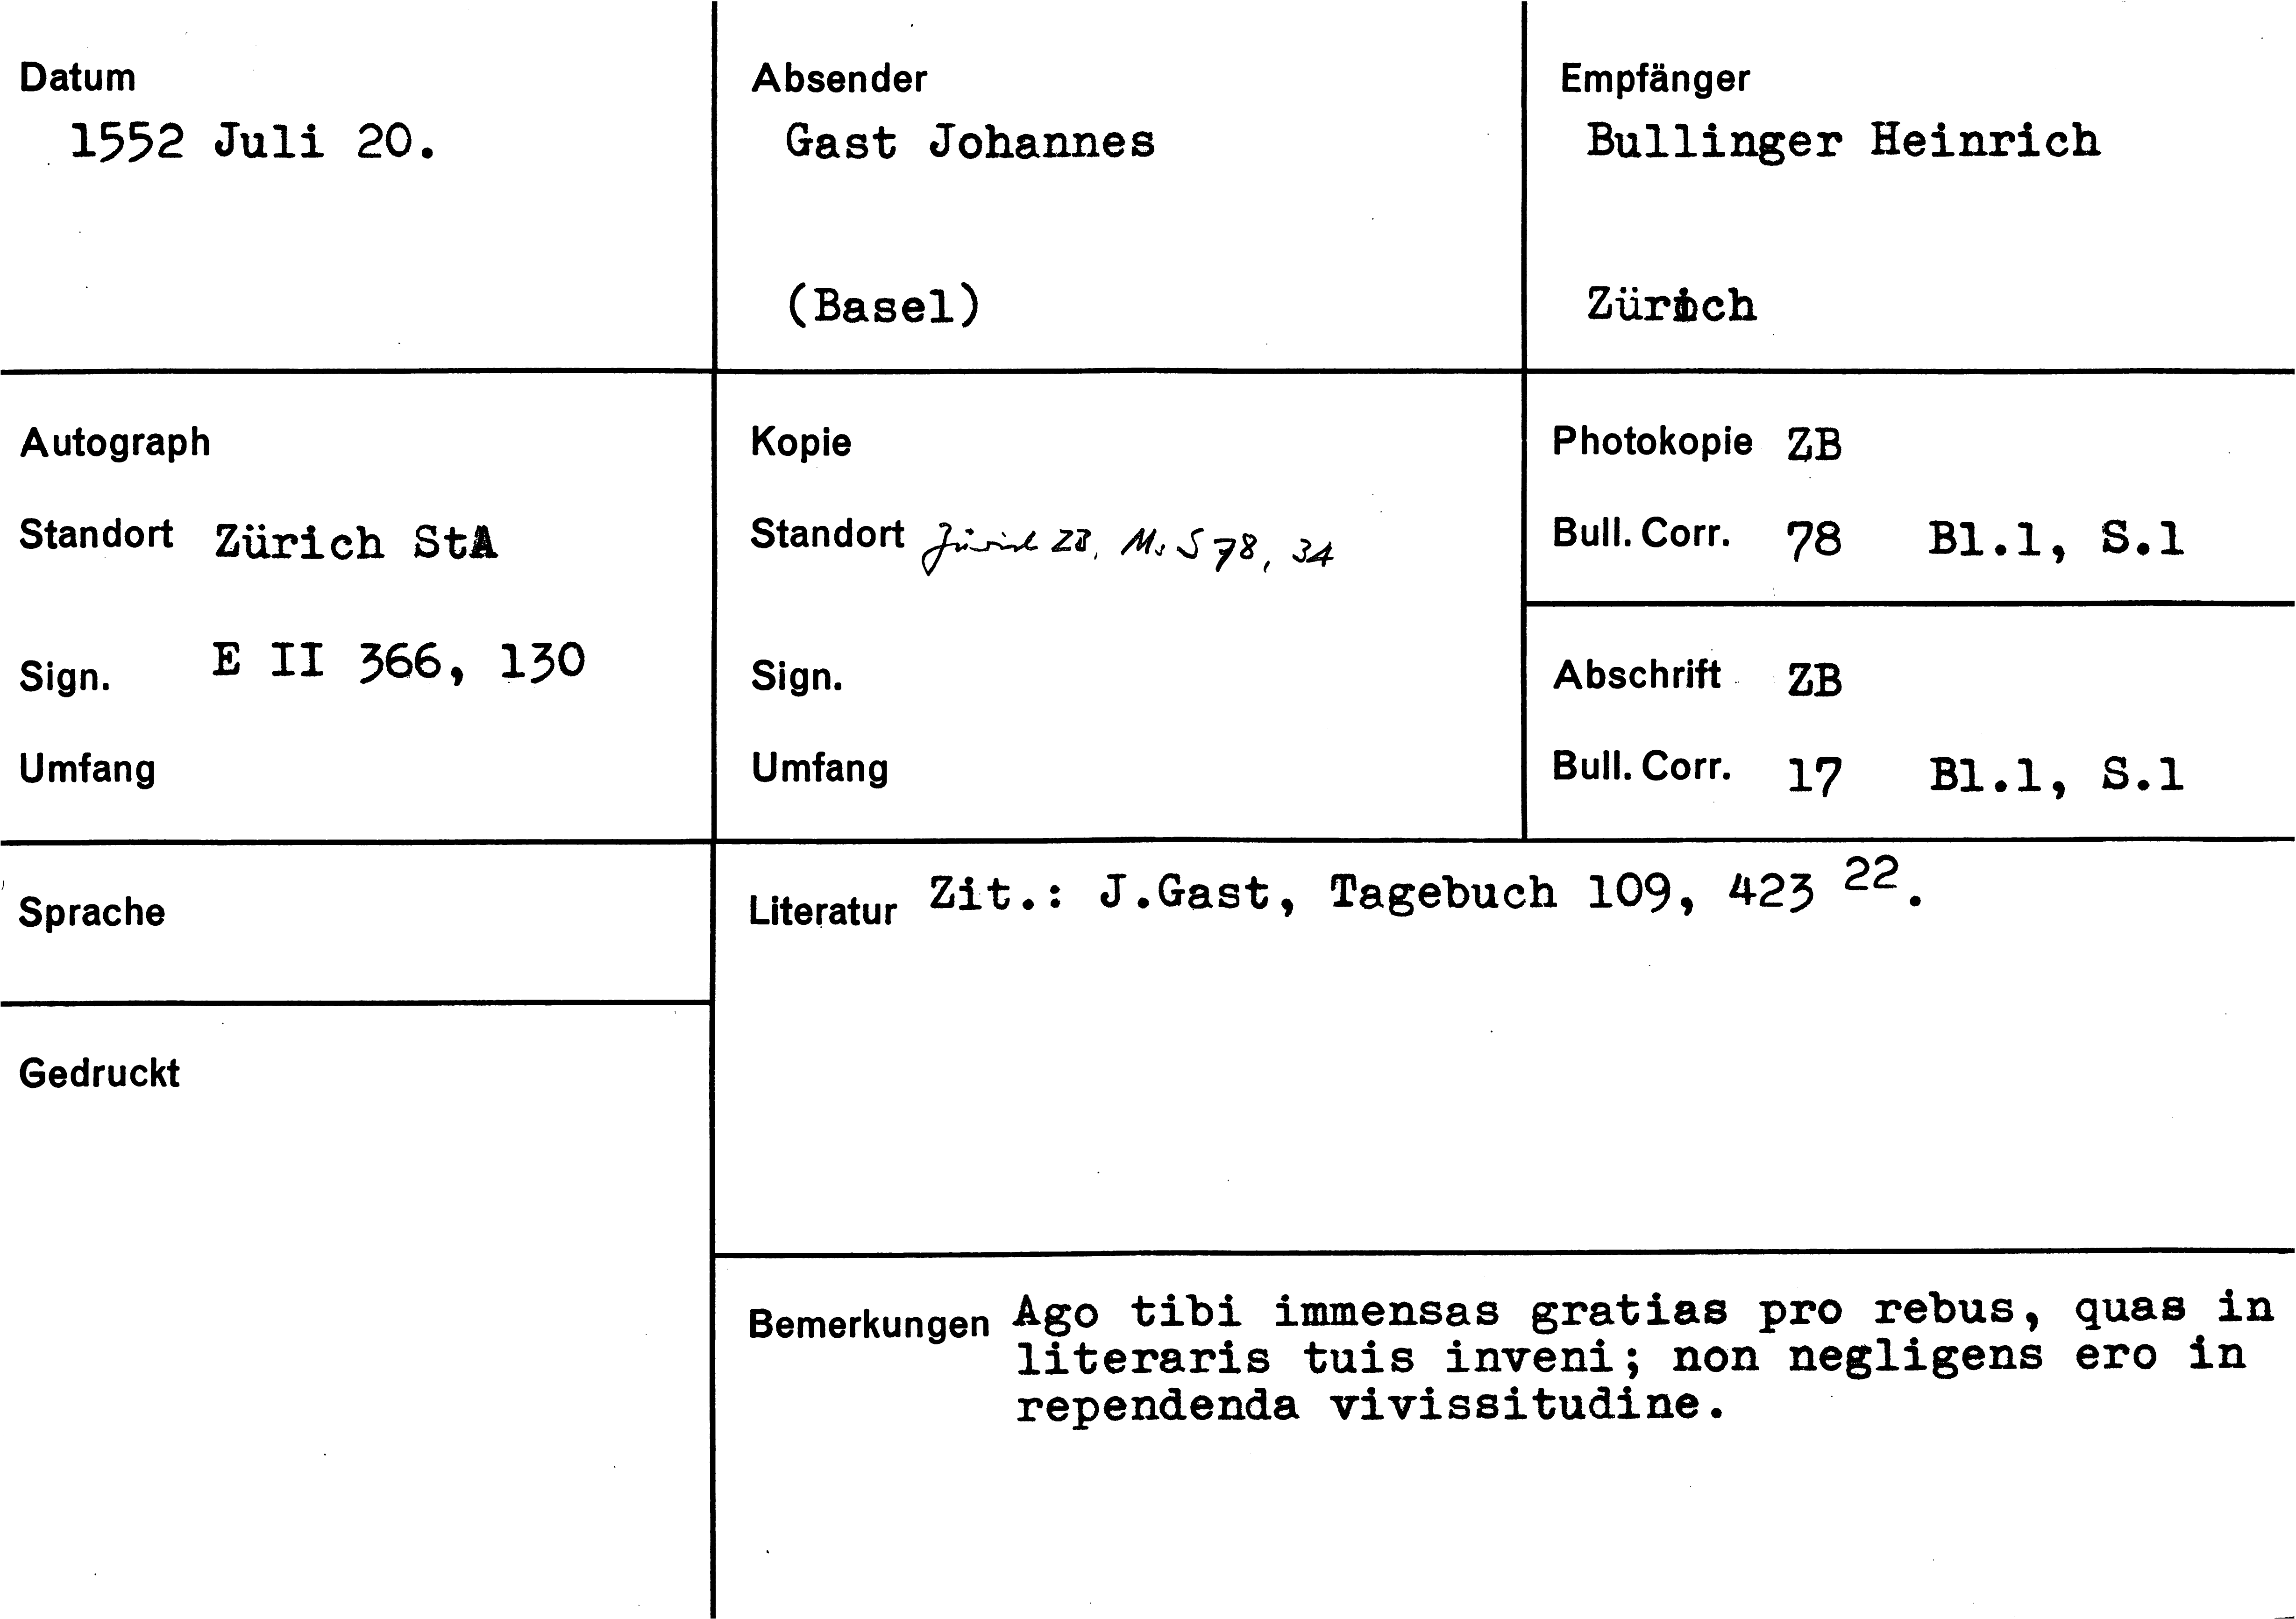 Datum
1552 Juli 20.
Absender
Gast Johannes
(Basel)
Empfänger
Bullinger Heinrich
Zürich
Autograph
Standort Zürich StA
Sign. E II 366, 130
Umfang
Kopie
Standort Zürich ZB, Ms S 78, 34
Sign.
Umfang
Photokopie ZB
Bull. Corr. 78 Bl.1, S.1
Abschrift ZB
Bull. Corr. 17 Bl.1, S.1
Sprache
Literatur Zit.: J.Gast, Tagebuch 109, 423 22.
Gedruckt
Bemerkungen Ago tibi immensas gratias pro rebus, quas in
literaris tuis inveni; non negligens ero in
rependenda vivissitudine.